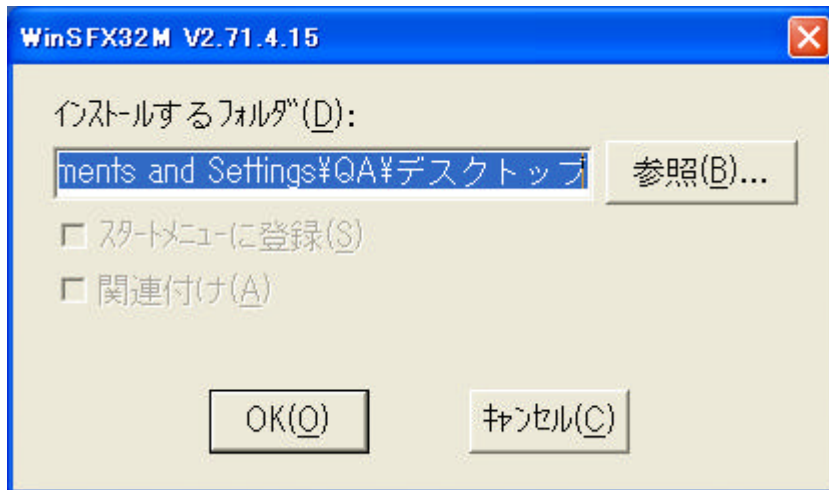 WinSFX32M V2.71.4.15
ｲﾝｽﾄｰﾙするﾌｫﾙﾀﾞ(D):
ments and Settings¥QA¥デスクトップ
参照(B)...
ｽﾀｰﾄﾒﾆｭｰに登録(S)
関連付け(A)
OK(O)
ｷｬﾝｾﾙ(C)